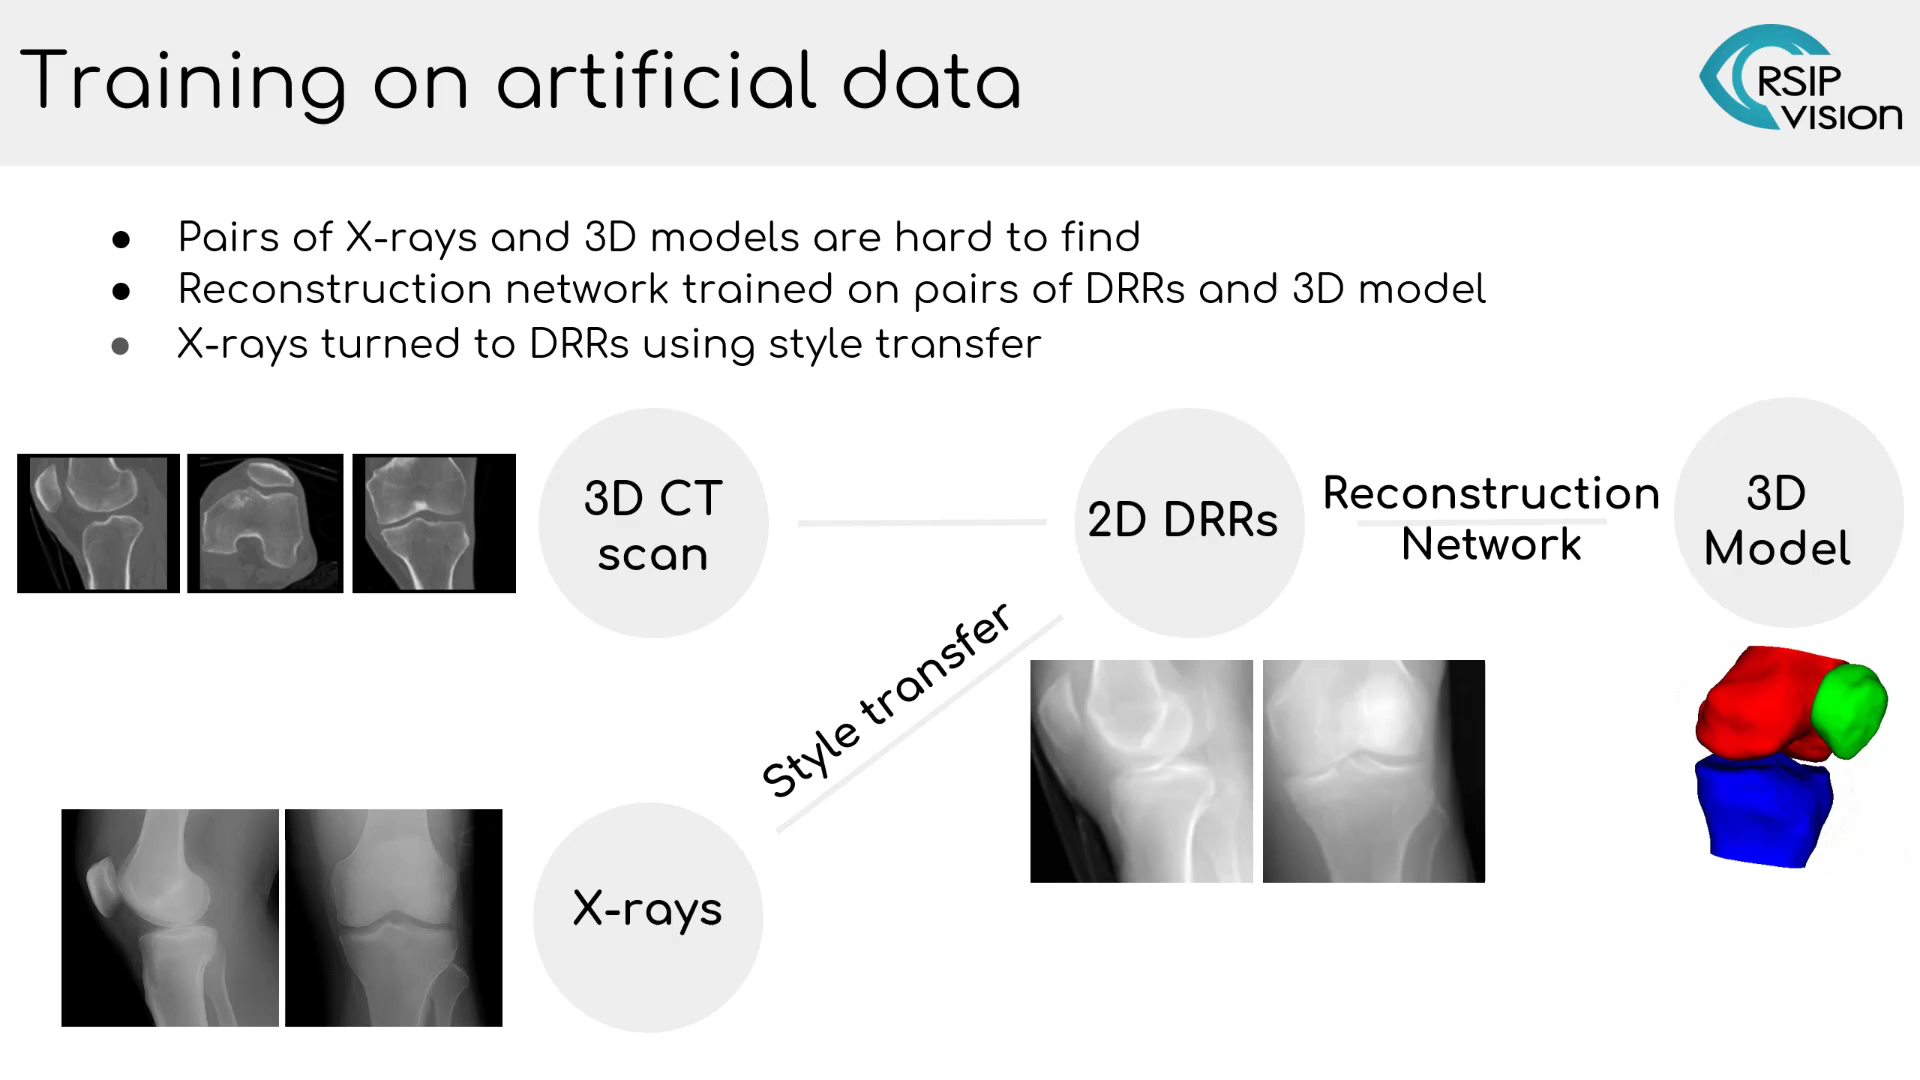 Training on artificial data
RSIP
VISION
Pairs of X-rays and 3D models are hard to find
Reconstruction network trained on pairs of DRRs and 3D model
X-rays turned to DRRs using style transfer
3D CT
scan
2D DRRs
Reconstruction
Network
3D
Model
Style transfer
X-rays